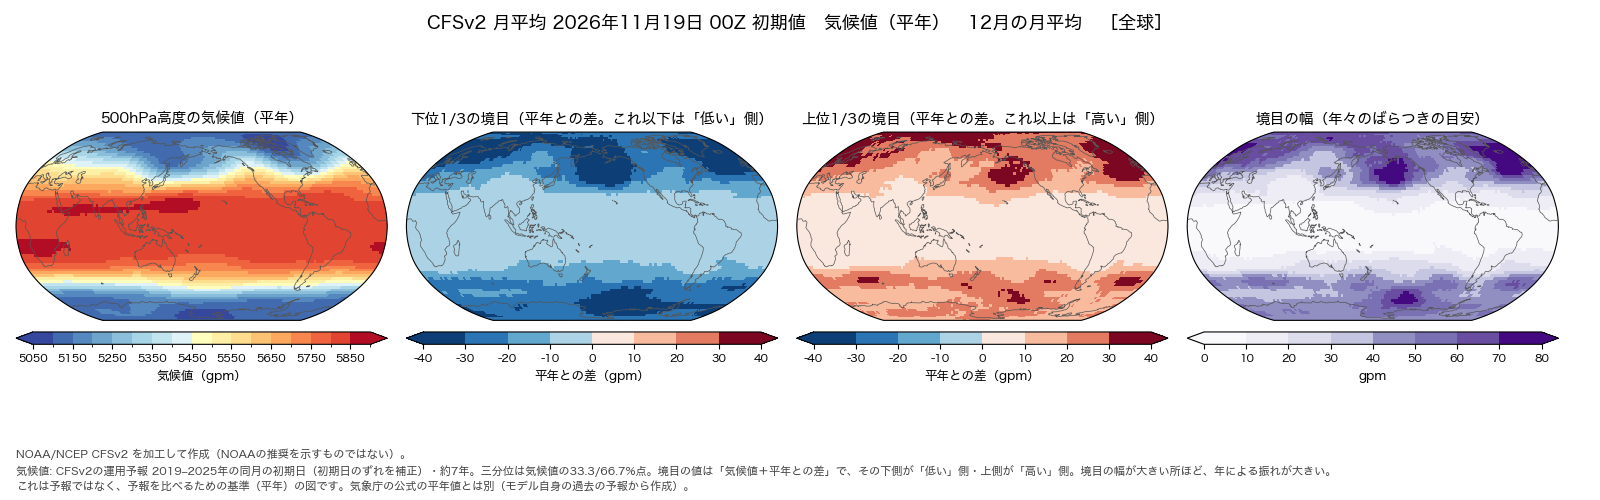 CFSv2 月平均 2026年11月19日 00Z 初期値　気候値（平年）　12月の月平均　［全球］
500hPa高度の気候値（平年）
下位1/3の境目（平年との差。これ以下は「低い」側）
上位1/3の境目（平年との差。これ以上は「高い」側）
境目の幅（年々のばらつきの目安）
5050 5150 5250 5350 5450 5550 5650 5750 5850
気候値（gpm）
-40 -30 -20 -10 0 10 20 30 40
平年との差（gpm）
-40 -30 -20 -10 0 10 20 30 40
平年との差（gpm）
0 10 20 30 40 50 60 70 80
gpm
NOAA/NCEP CFSv2 を加工して作成（NOAAの推奨を示すものではない）。
気候値: CFSv2の運用予報 2019–2025年の同月の初期日（初期日のずれを補正）・約7年。三分位は気候値の33.3/66.7%点。境目の値は「気候値＋平年との差」で、その下側が「低い」側・上側が「高い」側。境目の幅が大きい所ほど、年による振れが大きい。
これは予報ではなく、予報を比べるための基準（平年）の図です。気象庁の公式の平年値とは別（モデル自身の過去の予報から作成）。